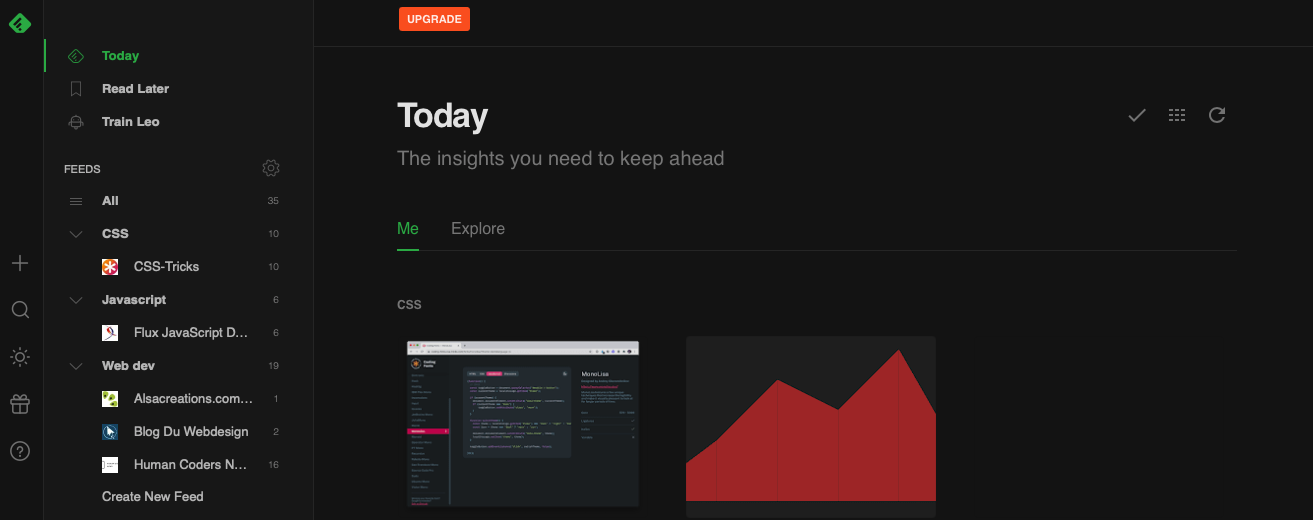 UPGRADE
Today
Read Later
Train Leo
FEEDS
All 35
CSS 10
CSS-Tricks 10
Javascript 6
Flux JavaScript D... 6
Web dev 19
Alsacreations.com... 1
Blog Du Webdesign 2
Human Coders N... 16
Create New Feed
Today
The insights you need to keep ahead
Me Explore
CSS
MonoLisa